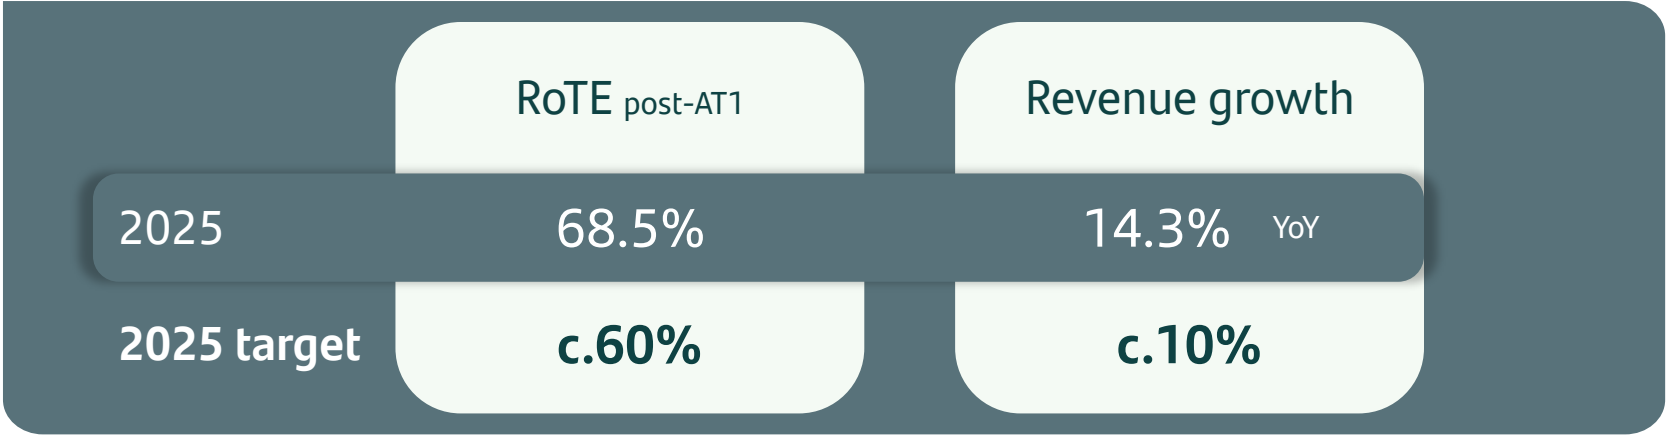 RoTE post-AT1 Revenue growth
2025 68.5% 14.3% YoY
2025 target c.60% c.10%